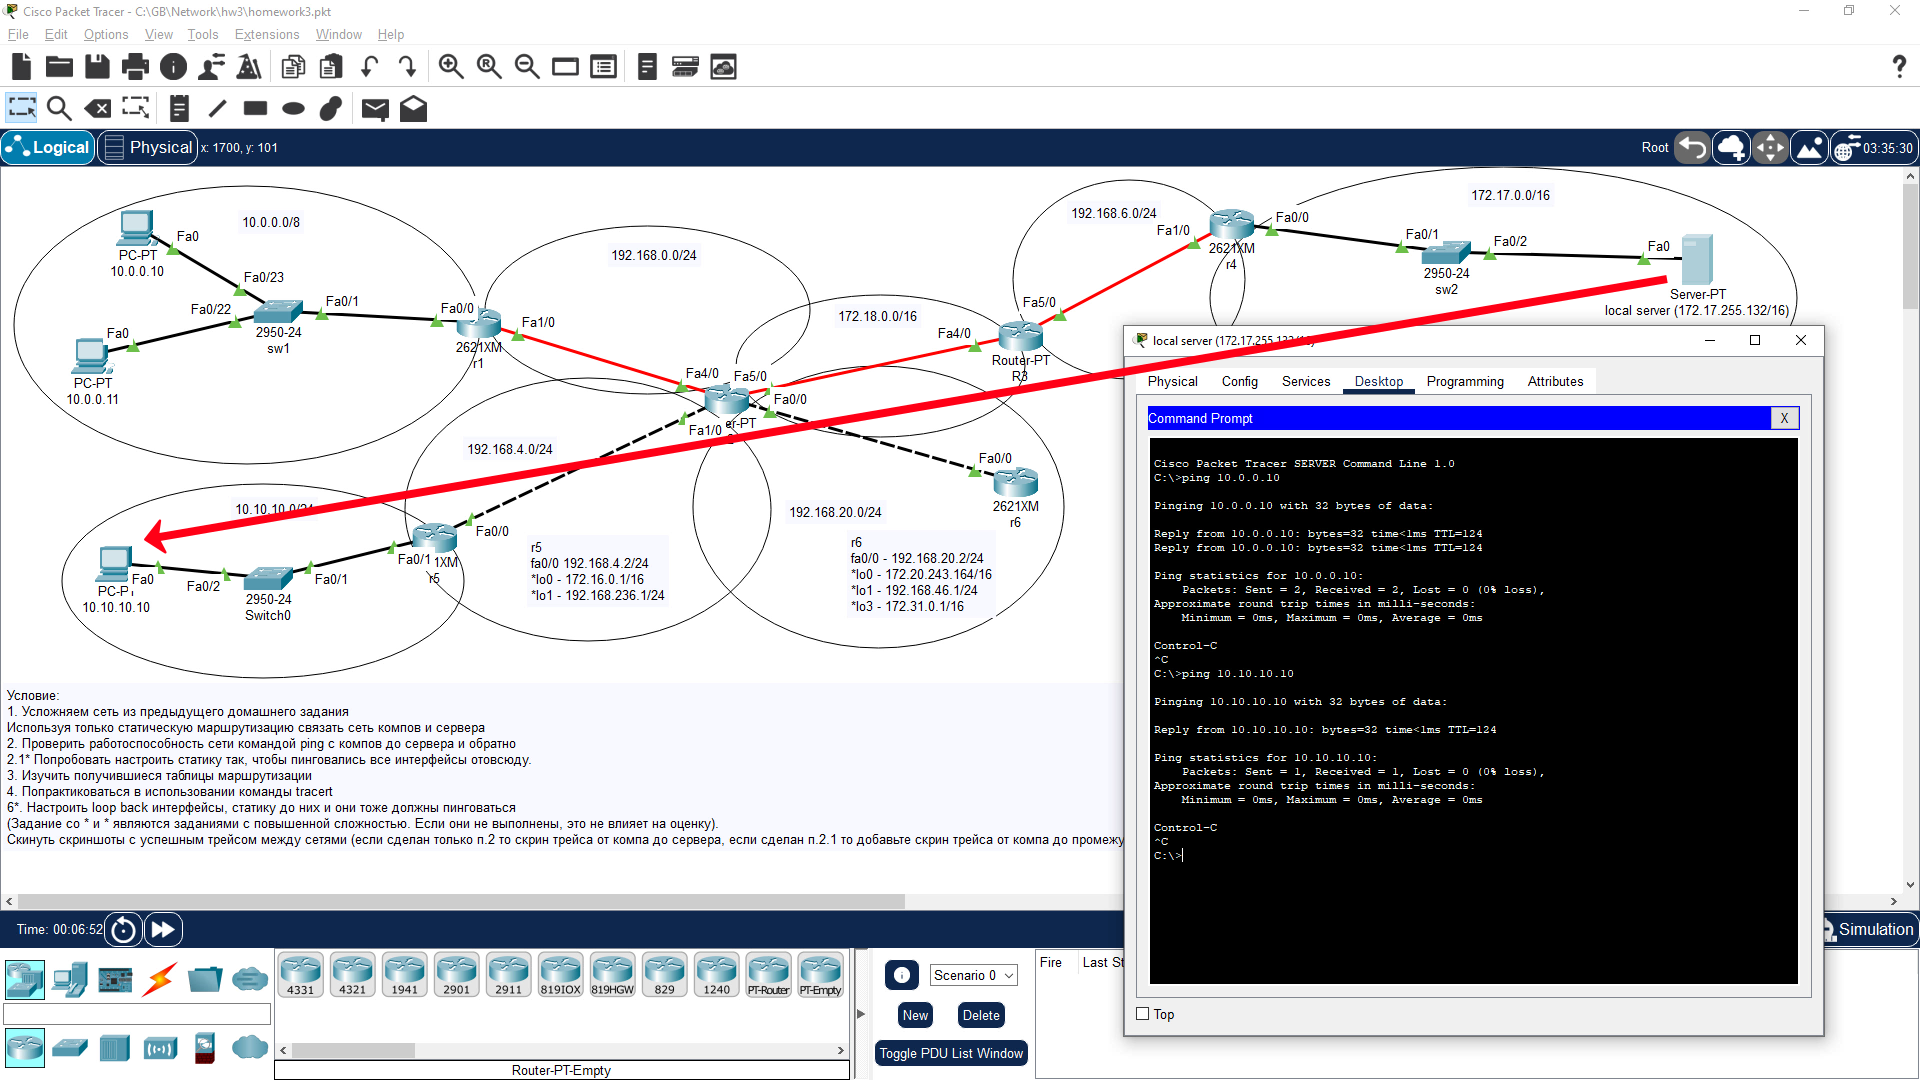 Cisco Packet Tracer - C:\GB\Network\hw3\homework3.pkt
File Edit Options View Tools Extensions Window Help
Logical
Physical
x: 1700, y: 101
Root
03:35:30
10.0.0.0/8
Fa0
PC-PT
10.0.0.10
Fa0/23
Fa0/22
Fa0/1
Fa0
2950-24
sw1
PC-PT
10.0.0.11
192.168.0.0/24
Fa0/0
Fa1/0
2621XM
r1
172.18.0.0/16
Fa4/0
Fa5/0
Fa0/0
Fa1/0
er-PT
192.168.6.0/24
Fa1/0
Fa0/0
2621XM
r4
Fa5/0
Fa4/0
Router-PT
R3
172.17.0.0/16
Fa0/1
Fa0/2
2950-24
sw2
Fa0
Server-PT
local server (172.17.255.132/16)
192.168.4.0/24
10.10.10.0/24
Fa0/0
Fa0/1
1XM
r5
Fa0/1
Fa0/2
Fa0
2950-24
Switch0
PC-P
10.10.10.10
r5
fa0/0 192.168.4.2/24
*lo0 - 172.16.0.1/16
*lo1 - 192.168.236.1/24
192.168.20.0/24
Fa0/0
2621XM
r6
r6
fa0/0 - 192.168.20.2/24
*lo0 - 172.20.243.164/16
*lo1 - 192.168.46.1/24
*lo3 - 172.31.0.1/16
Условие:
1. Усложняем сеть из предыдущего домашнего задания
Используя только статическую маршрутизацию связать сеть компов и сервера
2. Проверить работоспособность сети командой ping с компов до сервера и обратно
2.1* Попробовать настроить статику так, чтобы пинговались все интерфейсы отовсюду.
3. Изучить получившиеся таблицы маршрутизации
4. Попрактиковаться в использовании команды tracert
6*. Настроить loop back интерфейсы, статику до них и они тоже должны пинговаться
(Задание со * и * являются заданиями с повышенной сложностью. Если они не выполнены, это не влияет на оценку).
Скинуть скриншоты с успешным трейсом между сетями (если сделан только п.2 то скрин трейса от компа до сервера, если сделан п.2.1 то добавьте скрин трейса от компа до промежу
local server (172.17.255.132/16)
Physical Config Services Desktop Programming Attributes
Command Prompt
X
Cisco Packet Tracer SERVER Command Line 1.0
C:\>ping 10.0.0.10
Pinging 10.0.0.10 with 32 bytes of data:
Reply from 10.0.0.10: bytes=32 time<1ms TTL=124
Reply from 10.0.0.10: bytes=32 time<1ms TTL=124
Ping statistics for 10.0.0.10:
Packets: Sent = 2, Received = 2, Lost = 0 (0% loss),
Approximate round trip times in milli-seconds:
Minimum = 0ms, Maximum = 0ms, Average = 0ms
Control-C
^C
C:\>ping 10.10.10.10
Pinging 10.10.10.10 with 32 bytes of data:
Reply from 10.10.10.10: bytes=32 time<1ms TTL=124
Ping statistics for 10.10.10.10:
Packets: Sent = 1, Received = 1, Lost = 0 (0% loss),
Approximate round trip times in milli-seconds:
Minimum = 0ms, Maximum = 0ms, Average = 0ms
Control-C
^C
C:\>
Top
Time: 00:06:52
Simulation
4331 4321 1941 2901 2911 819IOX 819HGW 829 1240 PT-Router PT-Empty
Router-PT-Empty
Scenario 0
New
Delete
Toggle PDU List Window
Fire Last St